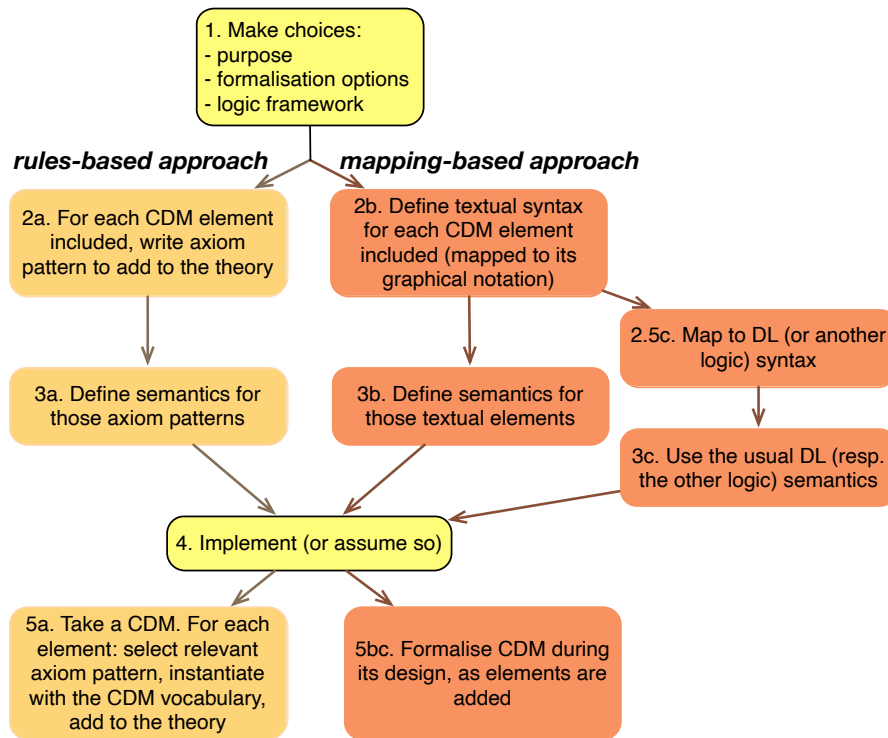 1. Make choices:
- purpose
- formalisation options
- logic framework
rules-based approach
mapping-based approach
2a. For each CDM element
included, write axiom
pattern to add to the theory
2b. Define textual syntax
for each CDM element
included (mapped to its
graphical notation)
2.5c. Map to DL (or another
logic) syntax
3a. Define semantics for
those axiom patterns
3b. Define semantics for
those textual elements
3c. Use the usual DL (resp.
the other logic) semantics
4. Implement (or assume so)
5a. Take a CDM. For each
element: select relevant
axiom pattern, instantiate
with the CDM vocabulary,
add to the theory
5bc. Formalise CDM during
its design, as elements are
added